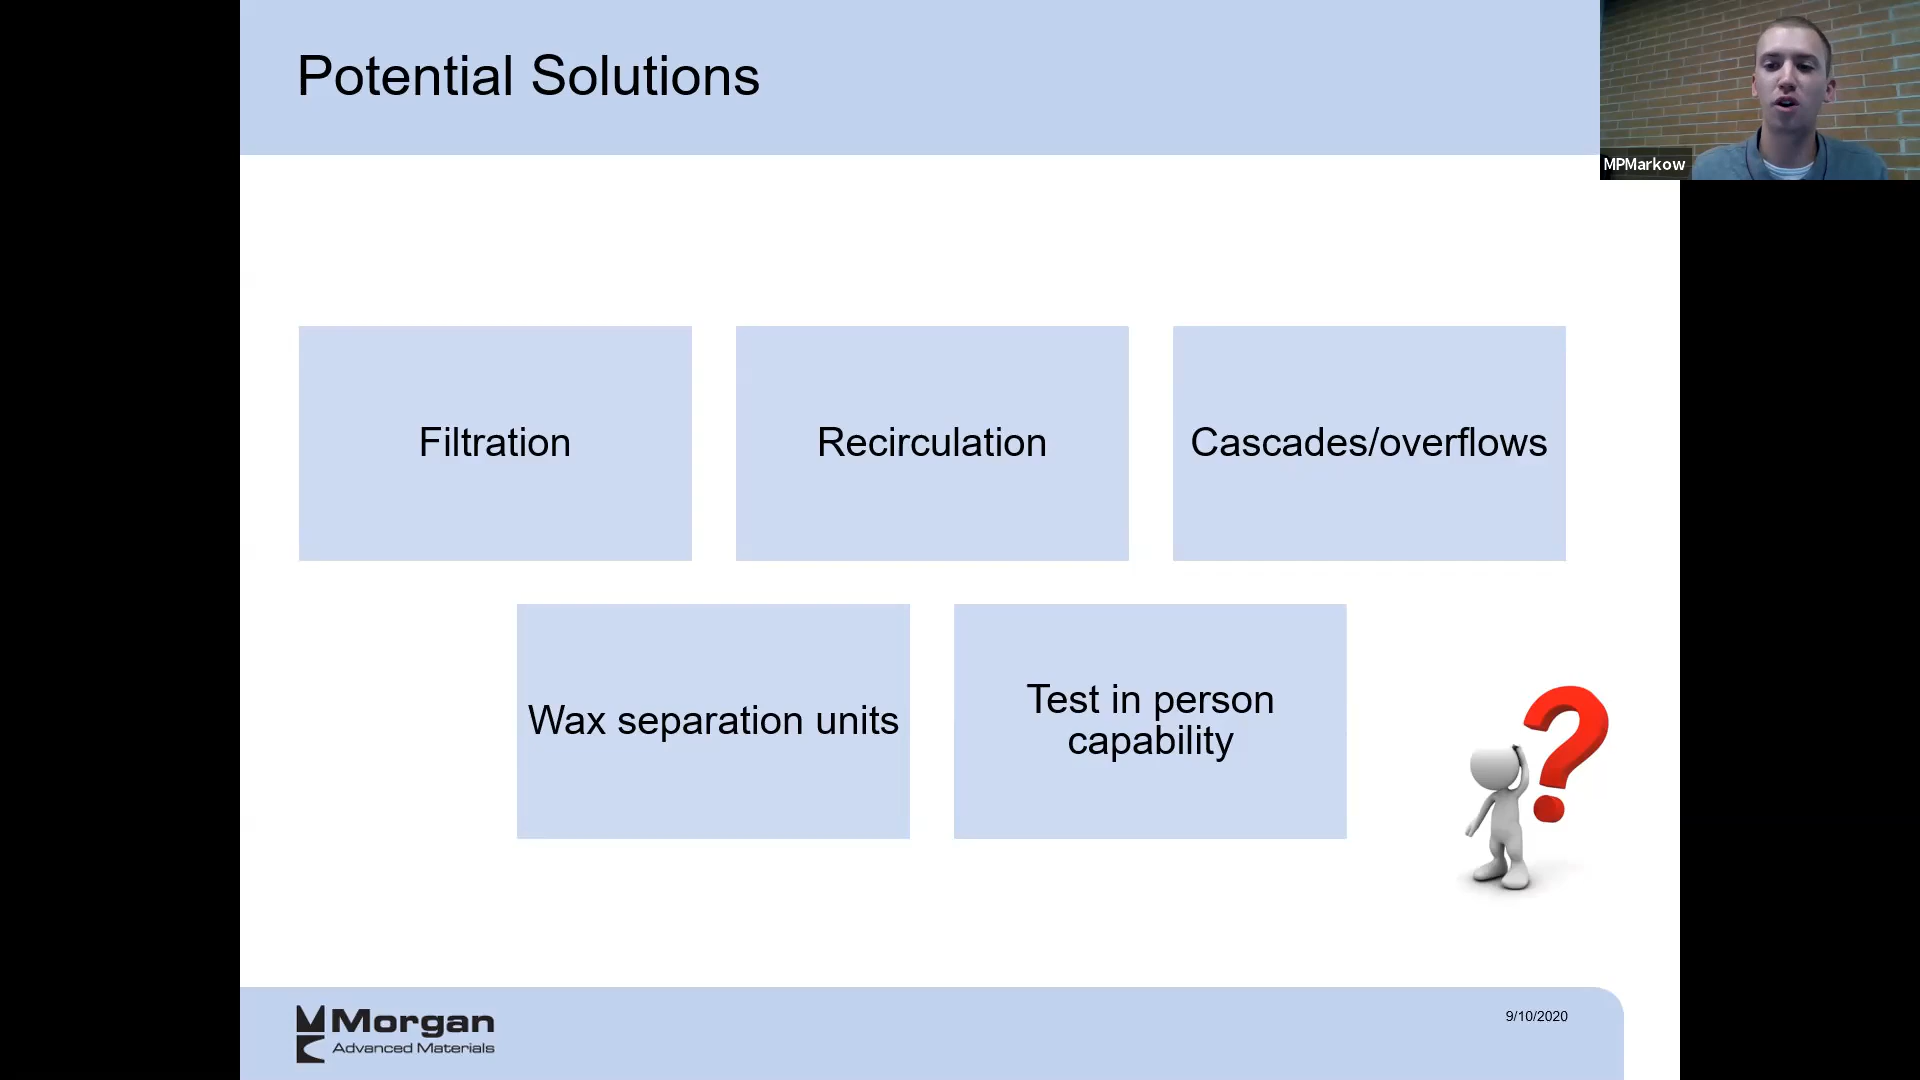 Potential Solutions
MPMarkow
Filtration
Recirculation
Cascades/overflows
Wax separation units
Test in person
capability
Morgan
Advanced Materials
9/10/2020